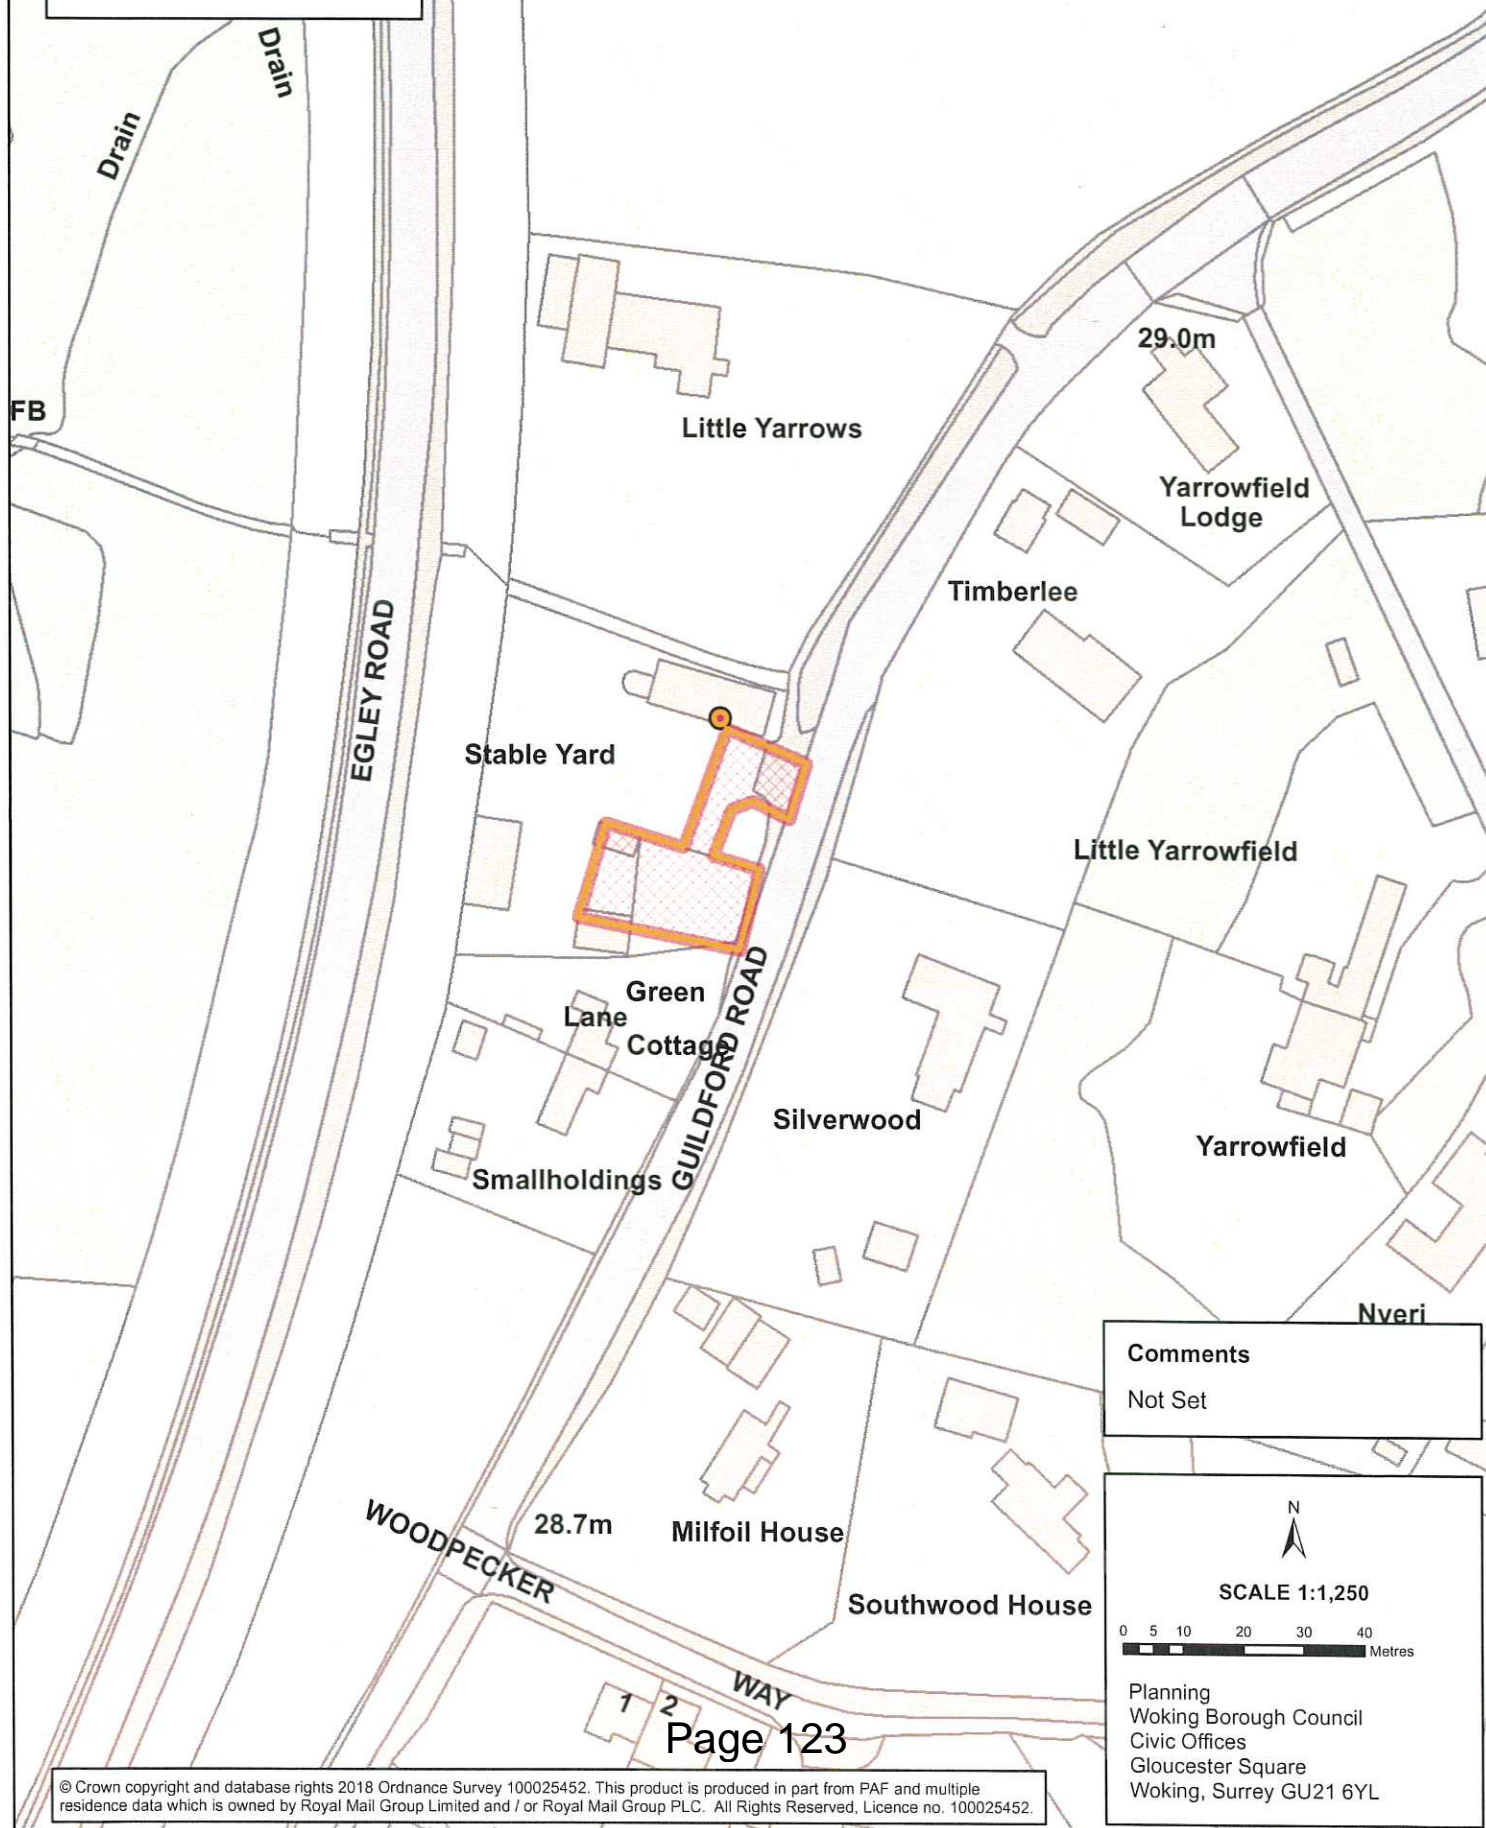 Drain
Drain
FB
29.0m
Little Yarrows
Yarrowfield
Lodge
Timberlee
EGLEY ROAD
Stable Yard
Little Yarrowfield
Green
Lane
Cottage
GUILDFORD ROAD
Silverwood
Yarrowfield
Smallholdings
Nyeri
Comments
Not Set
28.7m
Milfoil House
WOODPECKER
WAY
Southwood House
N
SCALE 1:1,250
0 5 10 20 30 40
Metres
1 2
Page 123
Planning
Woking Borough Council
Civic Offices
Gloucester Square
Woking, Surrey GU21 6YL
© Crown copyright and database rights 2018 Ordnance Survey 100025452. This product is produced in part from PAF and multiple
residence data which is owned by Royal Mail Group Limited and / or Royal Mail Group PLC. All Rights Reserved, Licence no. 100025452.